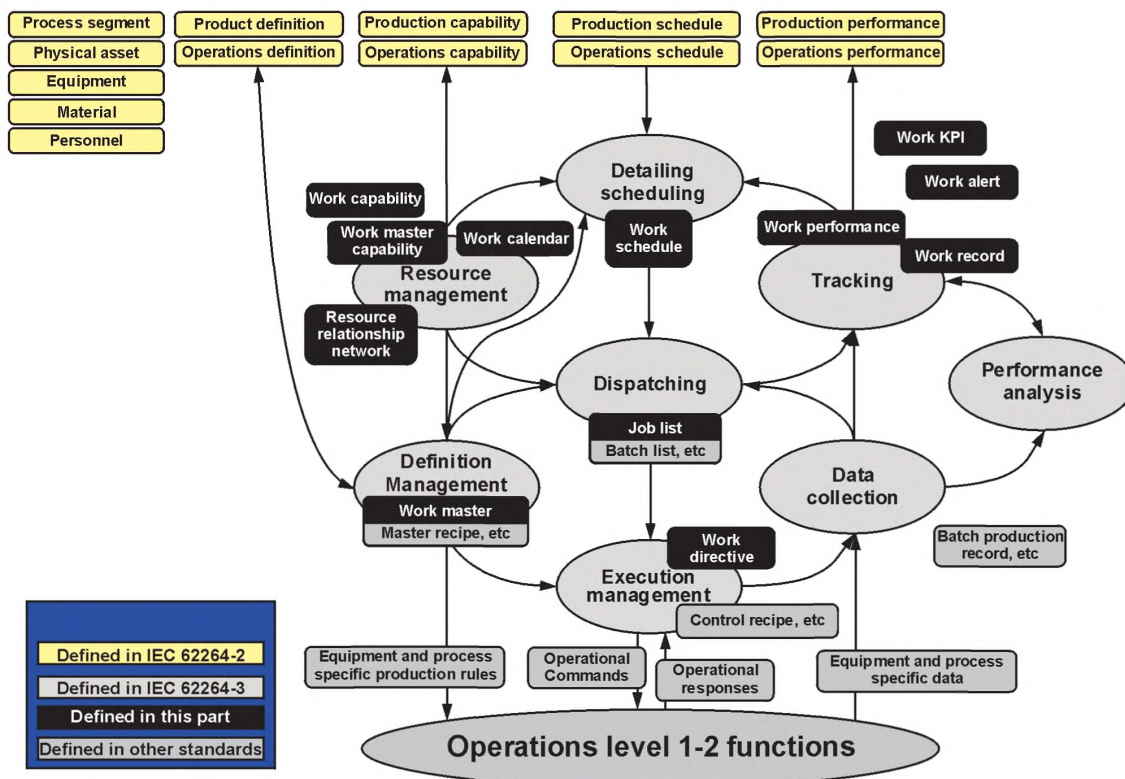 Process segment
Physical asset
Equipment
Material
Personnel
Product definition
Operations definition
Production capability
Operations capability
Production schedule
Operations schedule
Production performance
Operations performance
Work KPI
Work alert
Detailing
scheduling
Work
schedule
Work capability
Work master
capability
Work calendar
Resource
management
Resource
relationship
network
Work performance
Work record
Tracking
Dispatching
Job list
Batch list, etc
Performance
analysis
Definition
Management
Work master
Master recipe, etc
Data
collection
Work
directive
Execution
management
Control recipe, etc
Batch production
record, etc
Equipment and process
specific production rules
Operational
Commands
Operational
responses
Equipment and process
specific data
Operations level 1-2 functions
Defined in IEC 62264-2
Defined in IEC 62264-3
Defined in this part
Defined in other standards